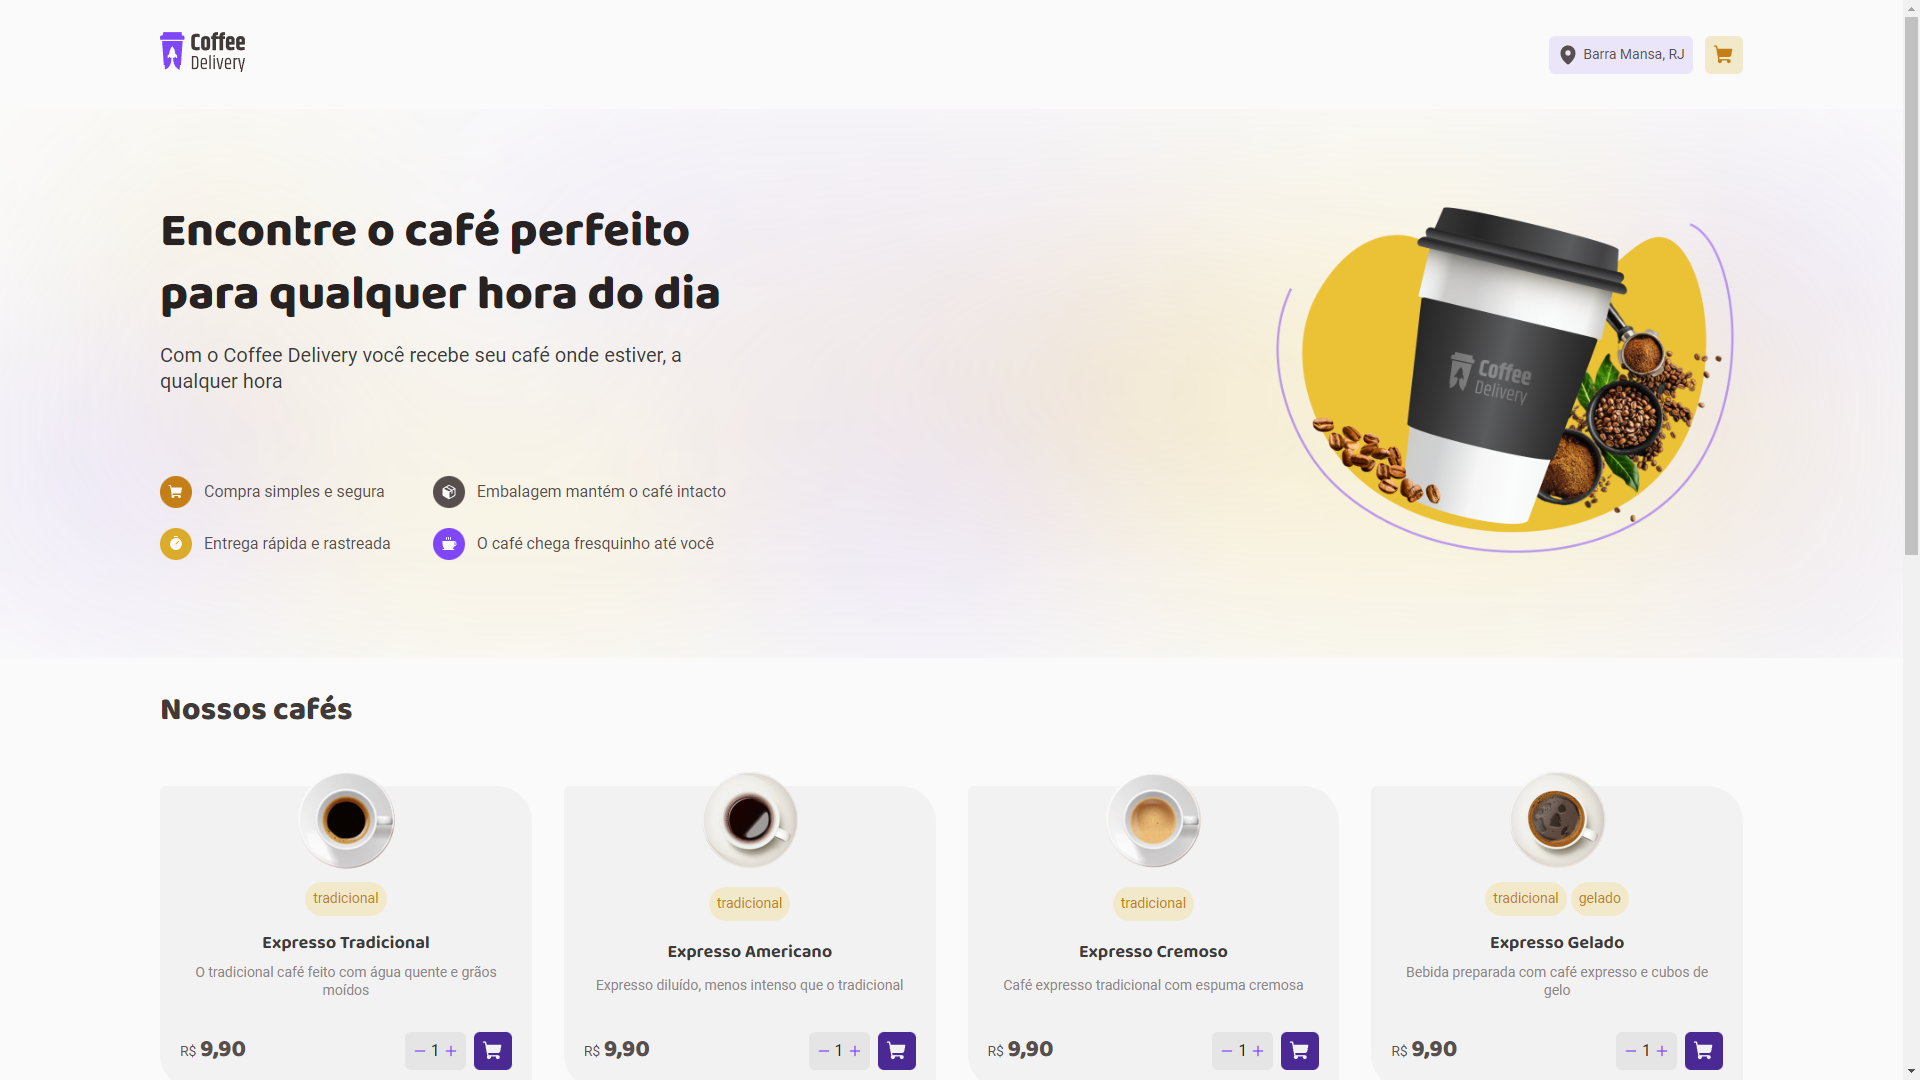 Coffee
Delivery
Barra Mansa, RJ
Encontre o café perfeito
para qualquer hora do dia
Com o Coffee Delivery você recebe seu café onde estiver, a
qualquer hora
Coffee
Delivery
Compra simples e segura
Embalagem mantém o café intacto
Entrega rápida e rastreada
O café chega fresquinho até você
Nossos cafés
tradicional
Expresso Tradicional
O tradicional café feito com água quente e grãos
moídos
R$ 9,90
− 1 +
tradicional
Expresso Americano
Expresso diluído, menos intenso que o tradicional
R$ 9,90
− 1 +
tradicional
Expresso Cremoso
Café expresso tradicional com espuma cremosa
R$ 9,90
− 1 +
tradicional gelado
Expresso Gelado
Bebida preparada com café expresso e cubos de
gelo
R$ 9,90
− 1 +